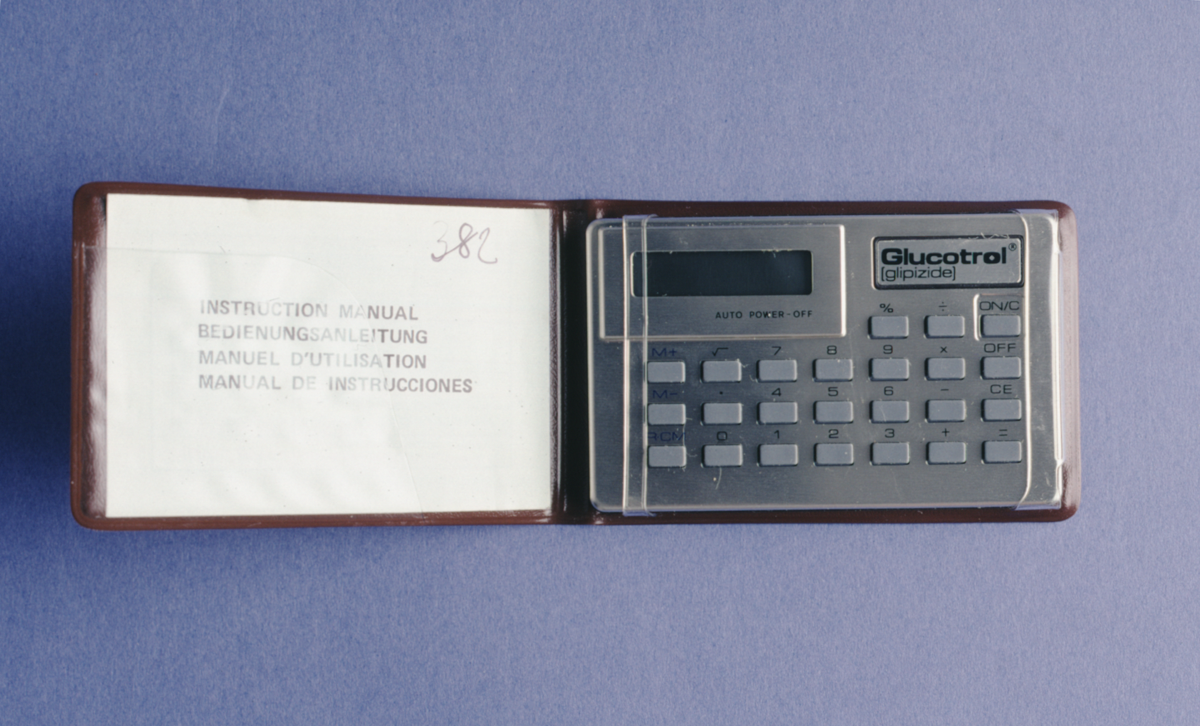 382
INSTRUCTION MANUAL
BEDIENUNGSANLEITUNG
MANUEL D'UTILISATION
MANUAL DE INSTRUCCIONES
Glucotrol®
[glipizide]
AUTO POWER-OFF
% ÷ ON/C
M+ √ 7 8 9 × OFF
M- • 4 5 6 − CE
RCM 0 1 2 3 + =